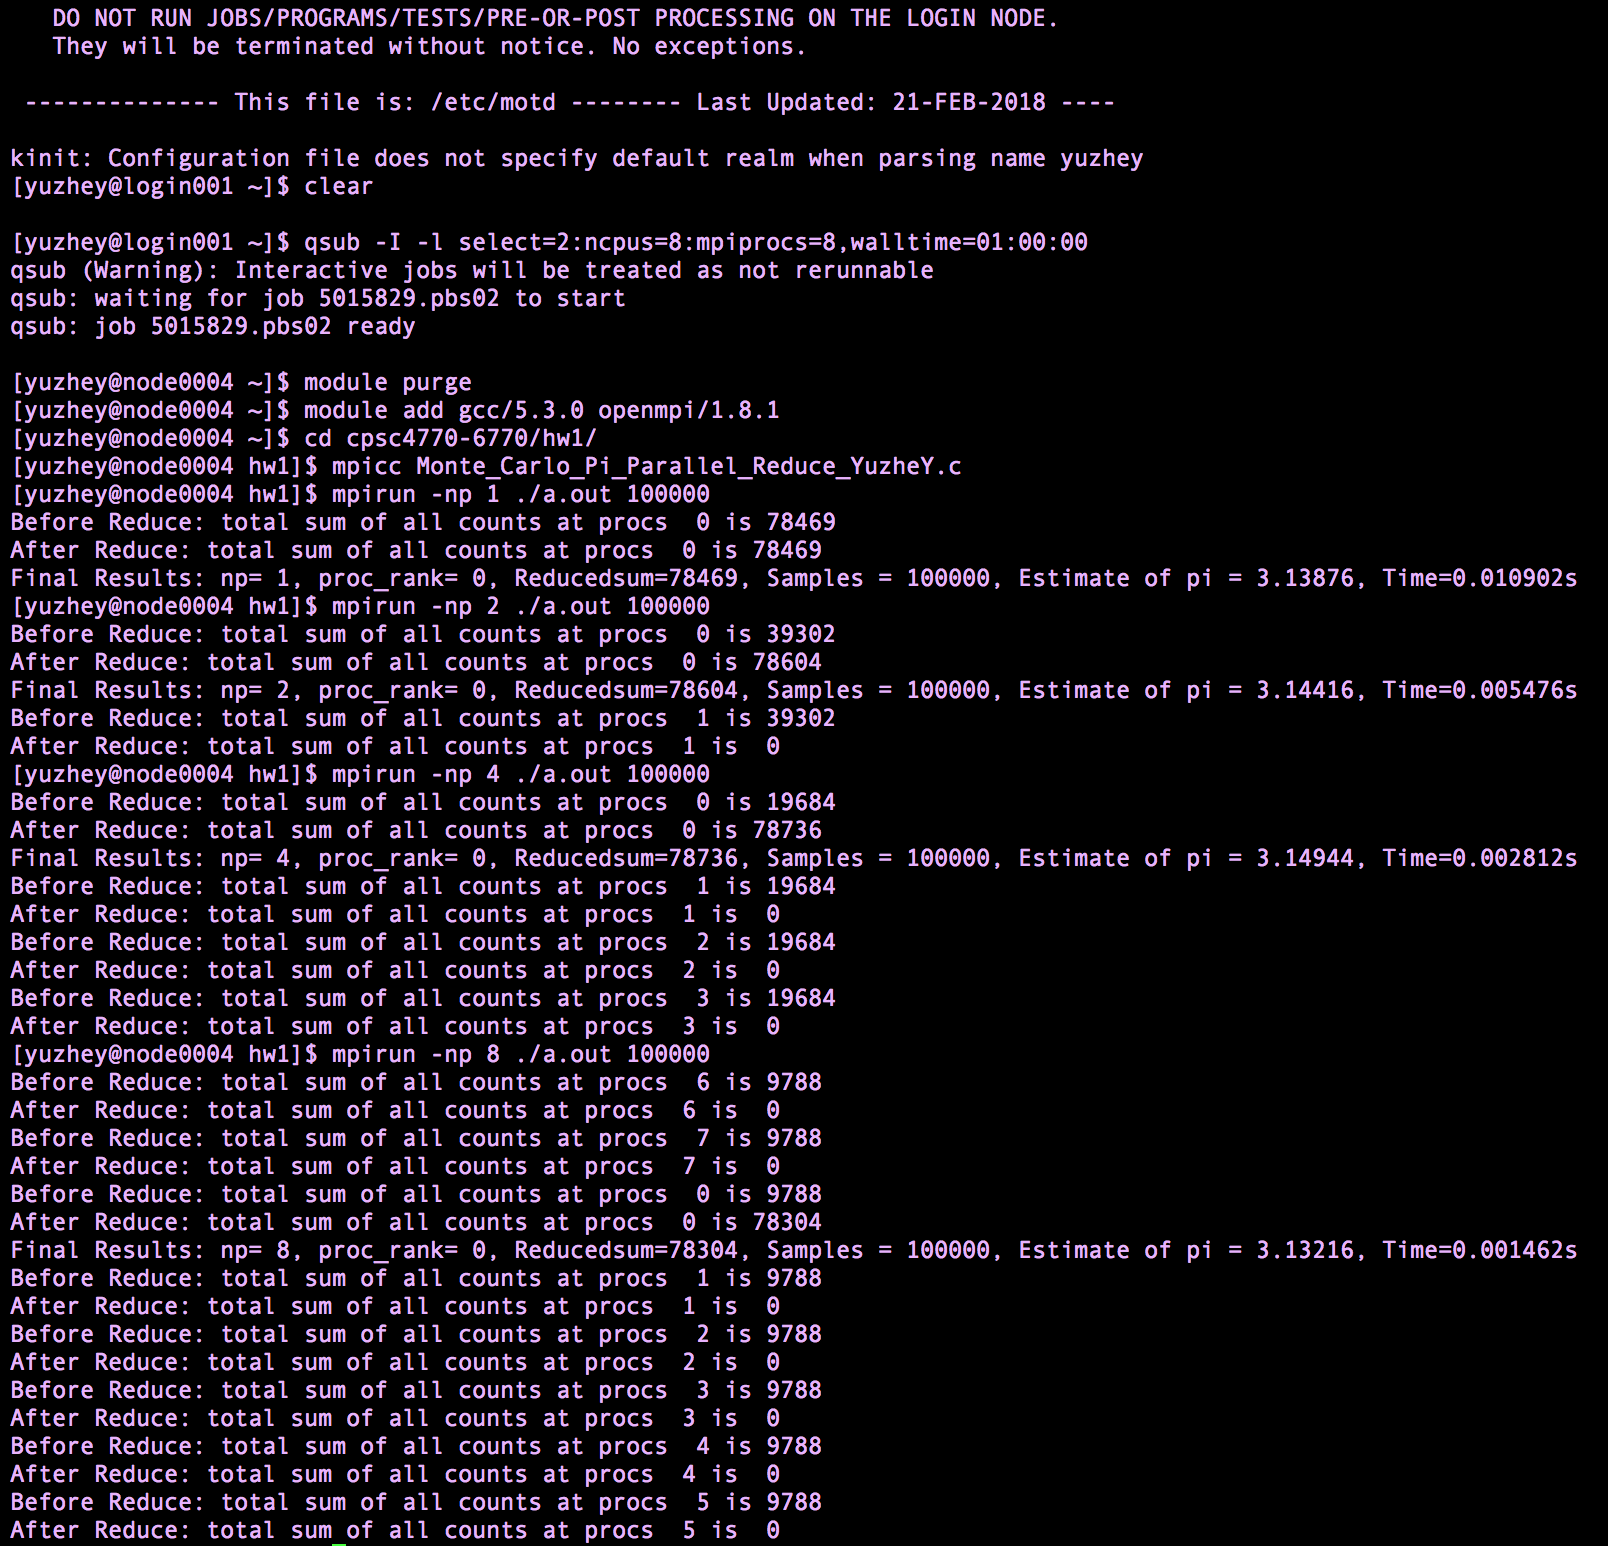 DO NOT RUN JOBS/PROGRAMS/TESTS/PRE-OR-POST PROCESSING ON THE LOGIN NODE.
They will be terminated without notice. No exceptions.
-------------- This file is: /etc/motd -------- Last Updated: 21-FEB-2018 ----
kinit: Configuration file does not specify default realm when parsing name yuzhey
[yuzhey@login001 ~]$ clear
[yuzhey@login001 ~]$ qsub -I -l select=2:ncpus=8:mpiprocs=8,walltime=01:00:00
qsub (Warning): Interactive jobs will be treated as not rerunnable
qsub: waiting for job 5015829.pbs02 to start
qsub: job 5015829.pbs02 ready
[yuzhey@node0004 ~]$ module purge
[yuzhey@node0004 ~]$ module add gcc/5.3.0 openmpi/1.8.1
[yuzhey@node0004 ~]$ cd cpsc4770-6770/hw1/
[yuzhey@node0004 hw1]$ mpicc Monte_Carlo_Pi_Parallel_Reduce_YuzheY.c
[yuzhey@node0004 hw1]$ mpirun -np 1 ./a.out 100000
Before Reduce: total sum of all counts at procs  0 is 78469
After Reduce: total sum of all counts at procs  0 is 78469
Final Results: np= 1, proc_rank= 0, Reducedsum=78469, Samples = 100000, Estimate of pi = 3.13876, Time=0.010902s
[yuzhey@node0004 hw1]$ mpirun -np 2 ./a.out 100000
Before Reduce: total sum of all counts at procs  0 is 39302
After Reduce: total sum of all counts at procs  0 is 78604
Final Results: np= 2, proc_rank= 0, Reducedsum=78604, Samples = 100000, Estimate of pi = 3.14416, Time=0.005476s
Before Reduce: total sum of all counts at procs  1 is 39302
After Reduce: total sum of all counts at procs  1 is  0
[yuzhey@node0004 hw1]$ mpirun -np 4 ./a.out 100000
Before Reduce: total sum of all counts at procs  0 is 19684
After Reduce: total sum of all counts at procs  0 is 78736
Final Results: np= 4, proc_rank= 0, Reducedsum=78736, Samples = 100000, Estimate of pi = 3.14944, Time=0.002812s
Before Reduce: total sum of all counts at procs  1 is 19684
After Reduce: total sum of all counts at procs  1 is  0
Before Reduce: total sum of all counts at procs  2 is 19684
After Reduce: total sum of all counts at procs  2 is  0
Before Reduce: total sum of all counts at procs  3 is 19684
After Reduce: total sum of all counts at procs  3 is  0
[yuzhey@node0004 hw1]$ mpirun -np 8 ./a.out 100000
Before Reduce: total sum of all counts at procs  6 is 9788
After Reduce: total sum of all counts at procs  6 is  0
Before Reduce: total sum of all counts at procs  7 is 9788
After Reduce: total sum of all counts at procs  7 is  0
Before Reduce: total sum of all counts at procs  0 is 9788
After Reduce: total sum of all counts at procs  0 is 78304
Final Results: np= 8, proc_rank= 0, Reducedsum=78304, Samples = 100000, Estimate of pi = 3.13216, Time=0.001462s
Before Reduce: total sum of all counts at procs  1 is 9788
After Reduce: total sum of all counts at procs  1 is  0
Before Reduce: total sum of all counts at procs  2 is 9788
After Reduce: total sum of all counts at procs  2 is  0
Before Reduce: total sum of all counts at procs  3 is 9788
After Reduce: total sum of all counts at procs  3 is  0
Before Reduce: total sum of all counts at procs  4 is 9788
After Reduce: total sum of all counts at procs  4 is  0
Before Reduce: total sum of all counts at procs  5 is 9788
After Reduce: total sum of all counts at procs  5 is  0